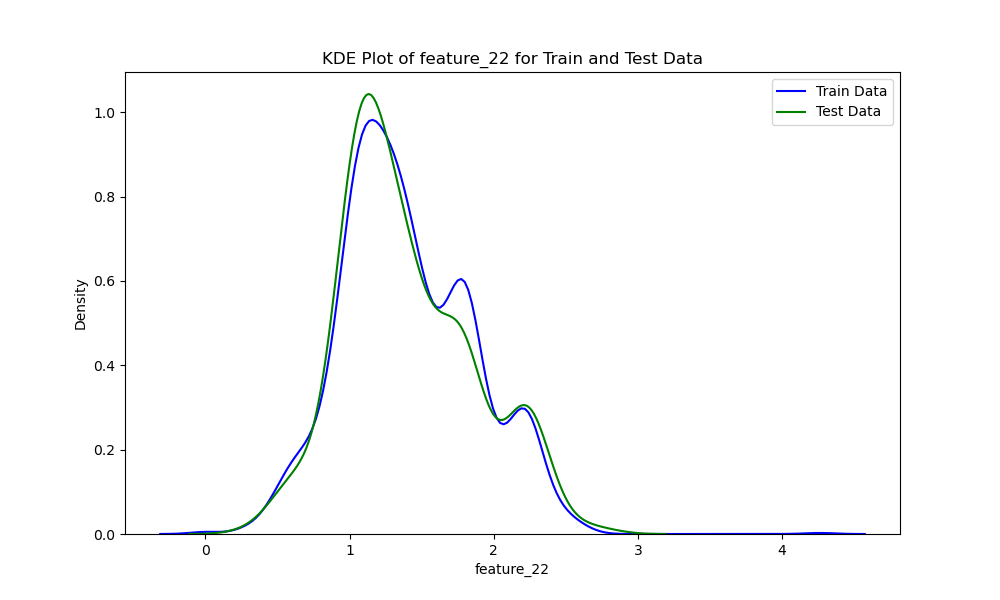 KDE Plot of feature_22 for Train and Test Data
Train Data
Test Data
Density
1.0
0.8
0.6
0.4
0.2
0.0
0 1 2 3 4
feature_22